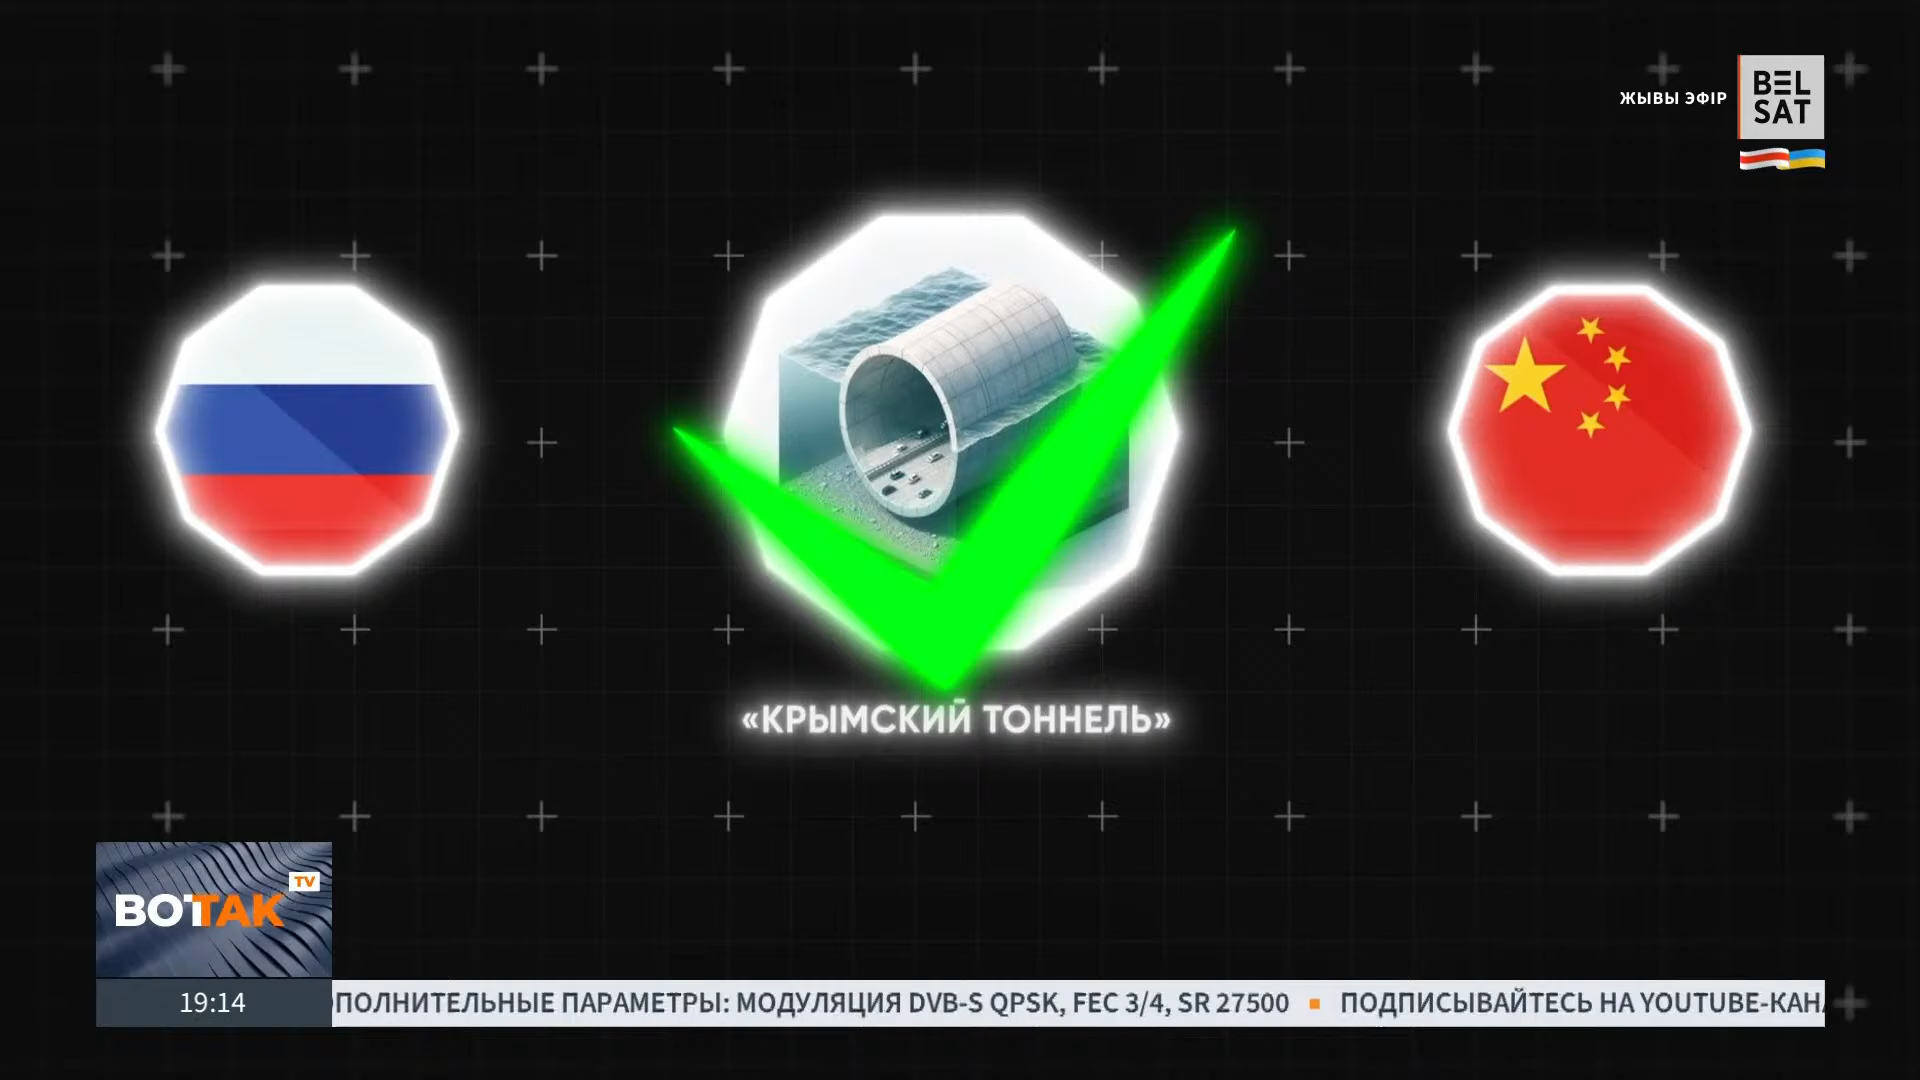 ЖЫВЫ ЭФІР
BEL
SAT
«КРЫМСКИЙ ТОННЕЛЬ»
ВОТТАК
TV
19:14
ПОЛНИТЕЛЬНЫЕ ПАРАМЕТРЫ: МОДУЛЯЦИЯ DVB-S QPSK, FEC 3/4, SR 27500 ▪ ПОДПИСЫВАЙТЕСЬ НА YOUTUBE-КАН